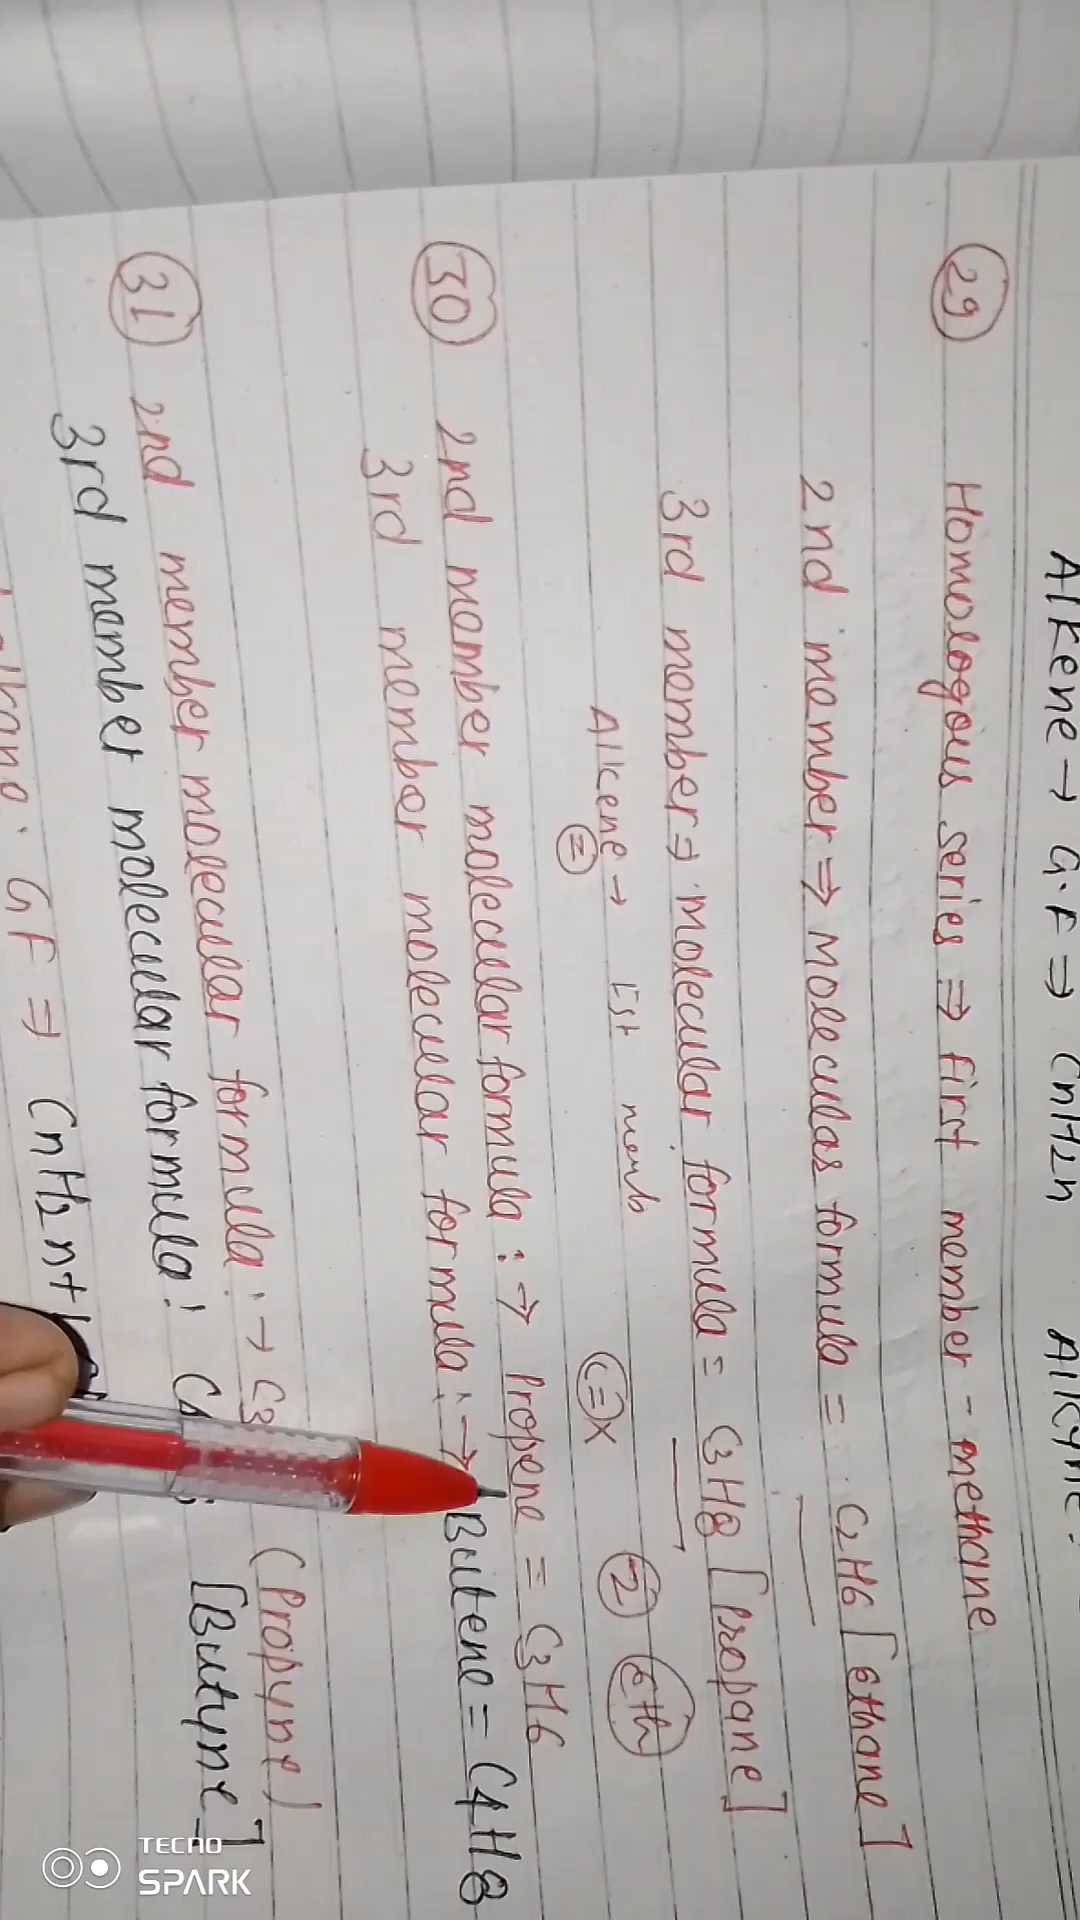 Alkene → G.F ⇒ CnH2n Alkyne:
29 Homologous series ⇒ first member - methane
2nd member ⇒ Moleculas formula = C2H6 [ethane]
3rd member ⇒ molecular formula = C3H8 [propane]
Alkene → Ist memb C=X 2 eth
=
30 2nd member molecular formula : → Propene = C3H6
3rd member molecular formula : → Butene = C4H8
31 2nd member molecular formula : → C3 (Propyne)
3rd member molecular formula : [Butyne]
GF ⇒ CnH2n+
TECNO
SPARK